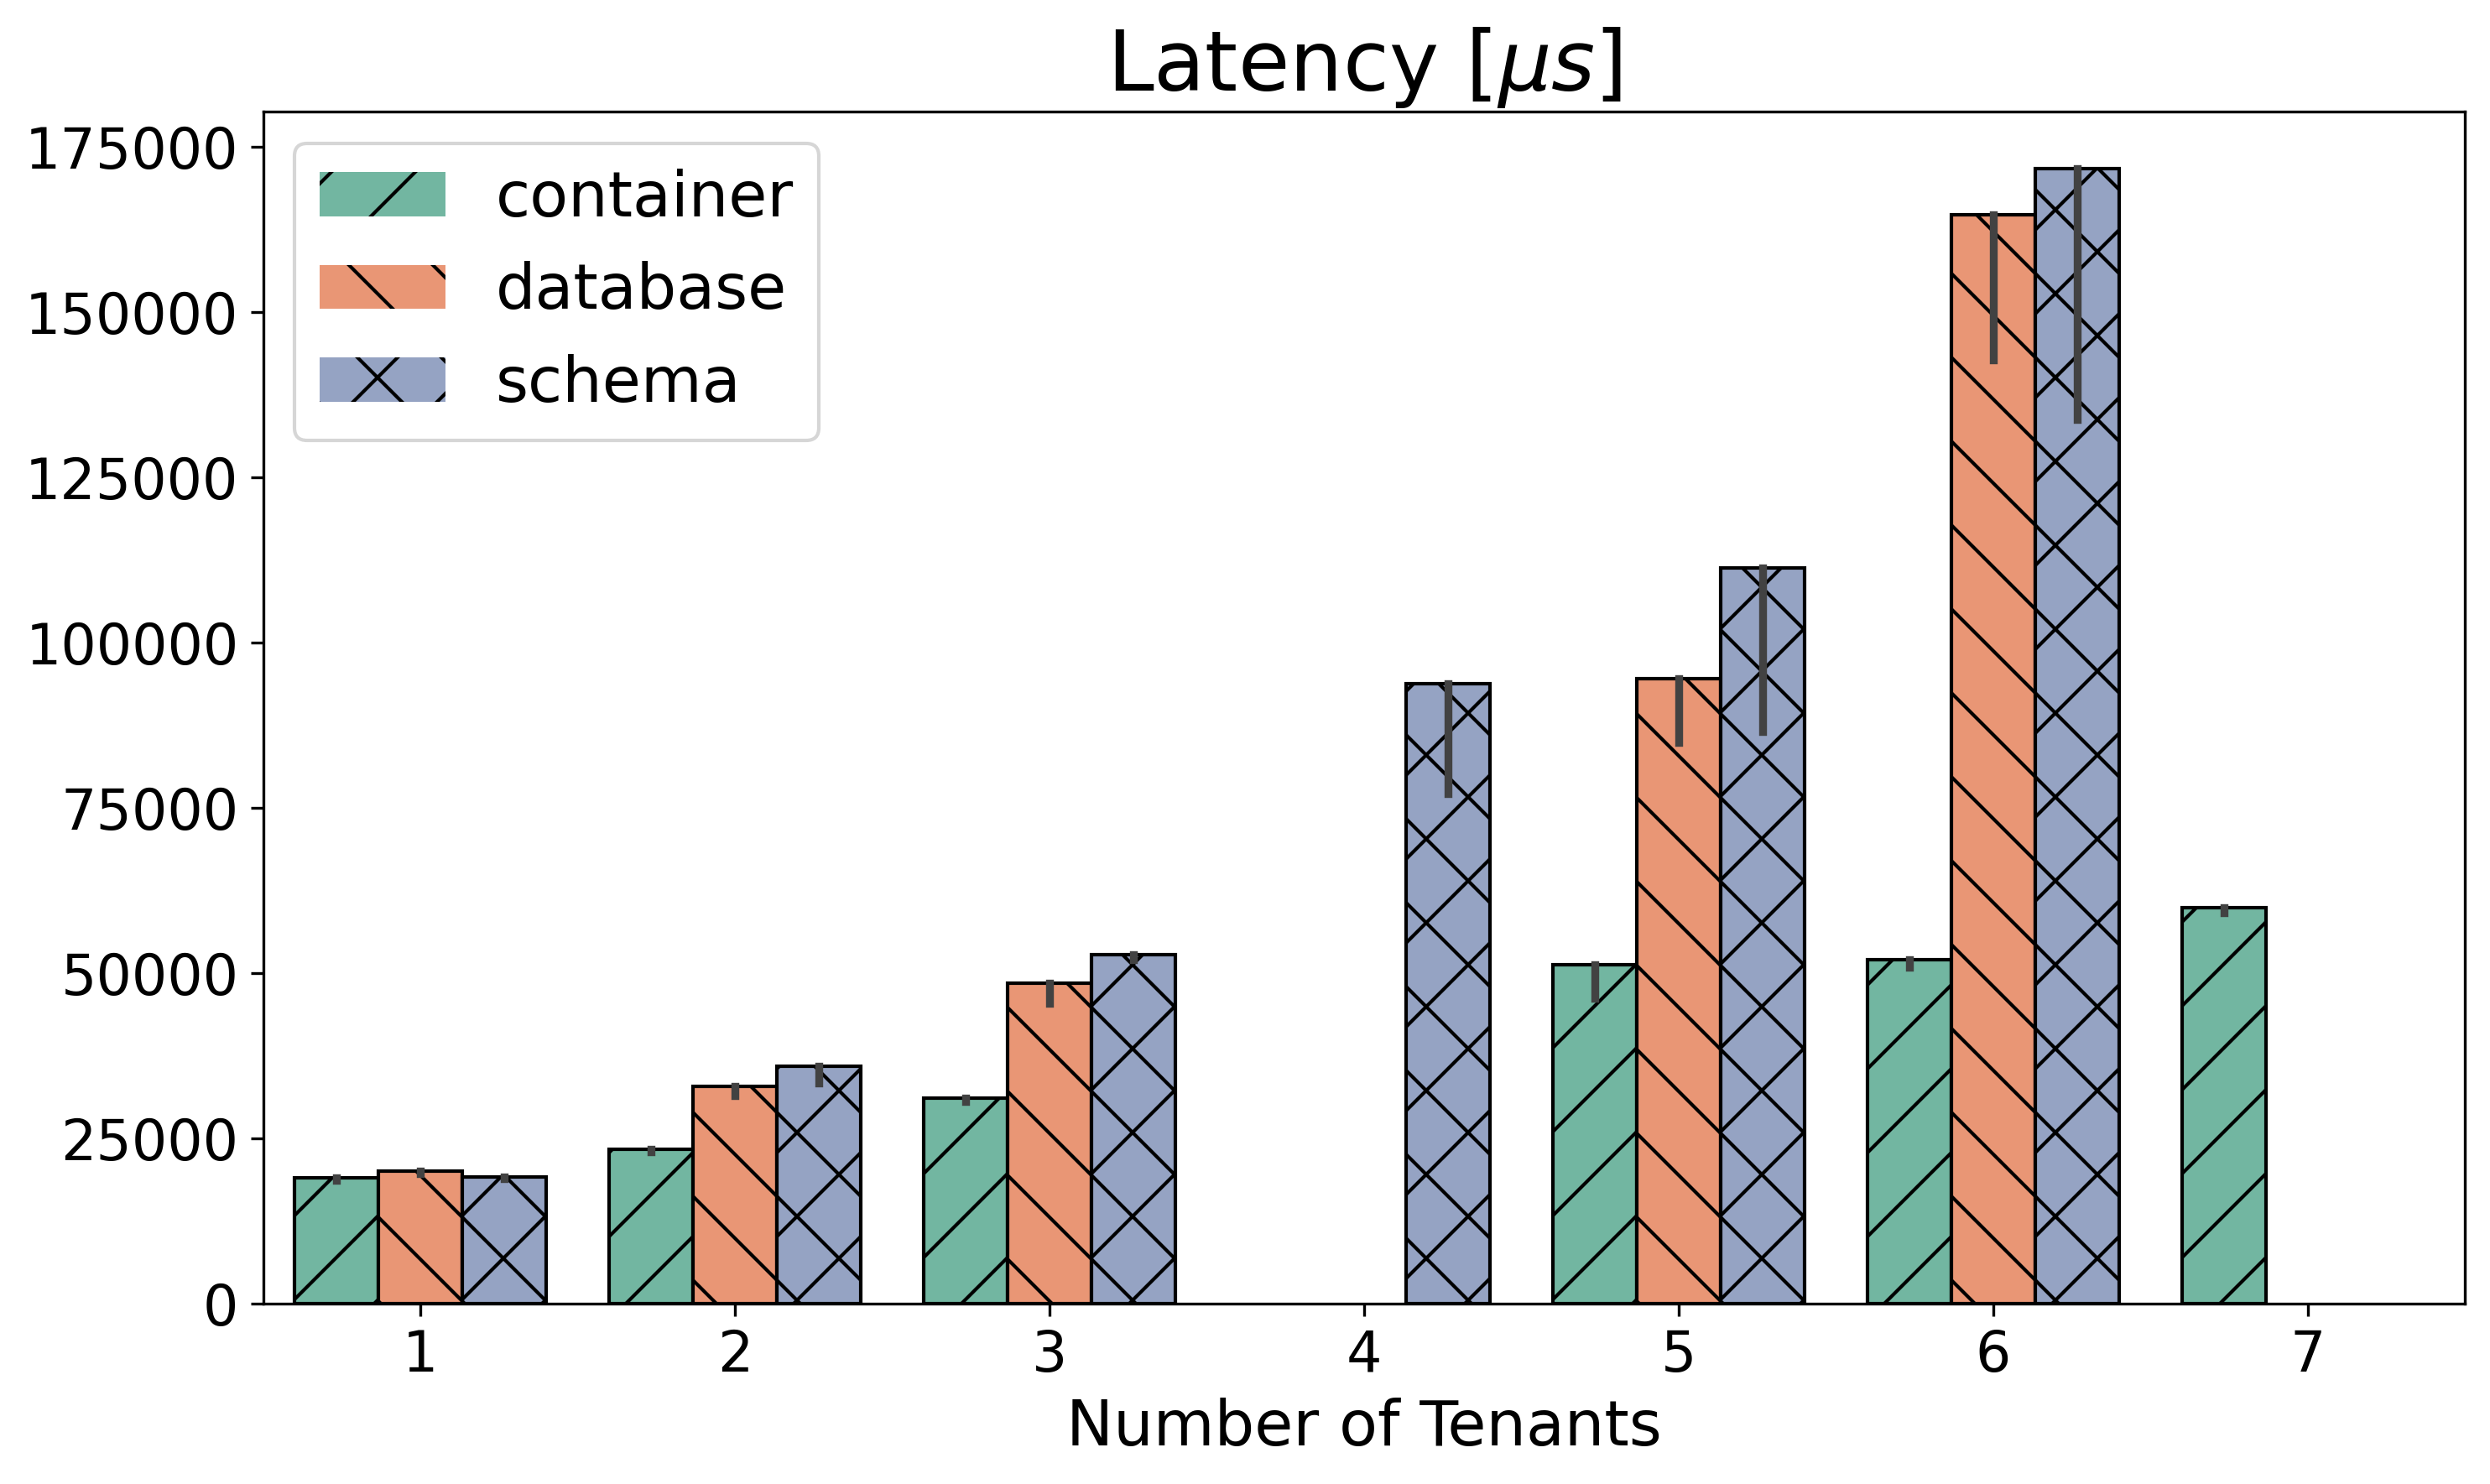 Latency [μs]
175000
150000
125000
100000
75000
50000
25000
0
container
database
schema
1 2 3 4 5 6 7
Number of Tenants